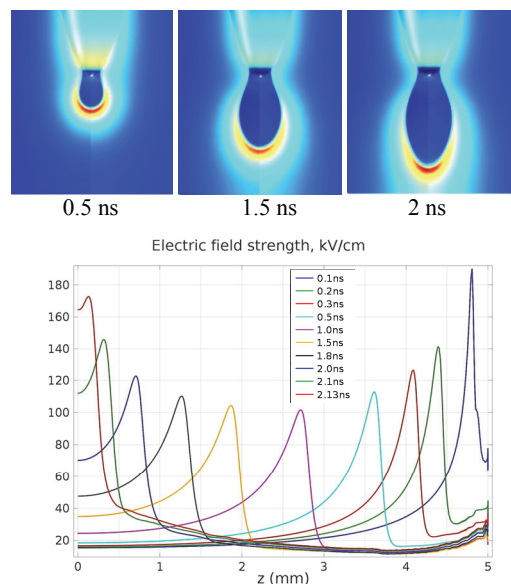 0.5 ns 1.5 ns 2 ns
Electric field strength, kV/cm
180
160
140
120
100
80
60
40
20
0.1ns
0.2ns
0.3ns
0.5ns
1.0ns
1.5ns
1.8ns
2.0ns
2.1ns
2.13ns
0 1 2 3 4 5
z (mm)